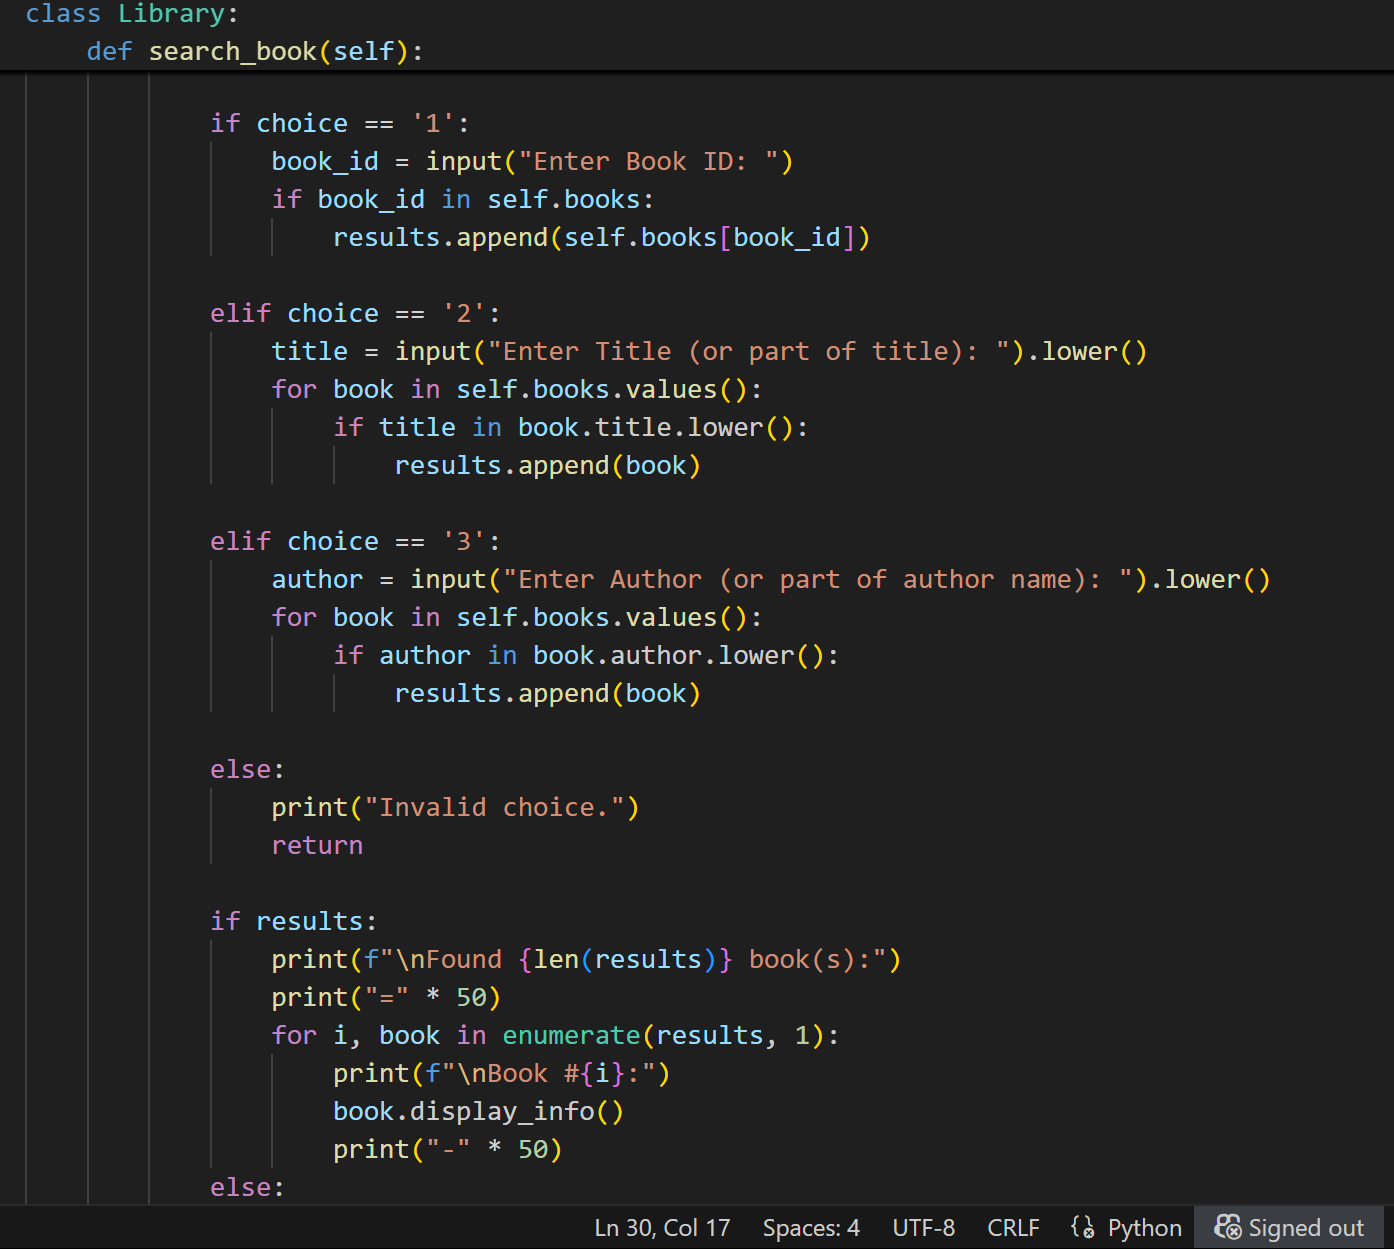 class Library:
    def search_book(self):
            if choice == '1':
                book_id = input("Enter Book ID: ")
                if book_id in self.books:
                    results.append(self.books[book_id])
            elif choice == '2':
                title = input("Enter Title (or part of title): ").lower()
                for book in self.books.values():
                    if title in book.title.lower():
                        results.append(book)
            elif choice == '3':
                author = input("Enter Author (or part of author name): ").lower()
                for book in self.books.values():
                    if author in book.author.lower():
                        results.append(book)
            else:
                print("Invalid choice.")
                return
            if results:
                print(f"\nFound {len(results)} book(s):")
                print("=" * 50)
                for i, book in enumerate(results, 1):
                    print(f"\nBook #{i}:")
                    book.display_info()
                    print("-" * 50)
            else:
Ln 30, Col 17 Spaces: 4 UTF-8 CRLF Python Signed out